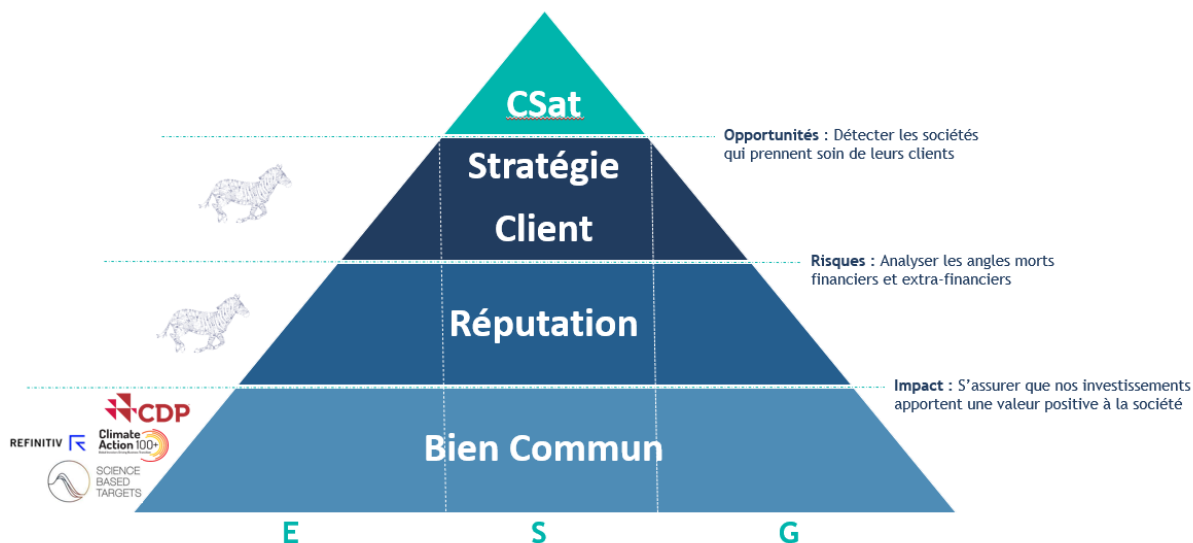 CSat
Opportunités : Détecter les sociétés
qui prennent soin de leurs clients
Stratégie
Client
Risques : Analyser les angles morts
financiers et extra-financiers
Réputation
Impact : S'assurer que nos investissements
apportent une valeur positive à la société
CDP
REFINITIV
Climate
Action 100+
Bien Commun
SCIENCE
BASED
TARGETS
E S G